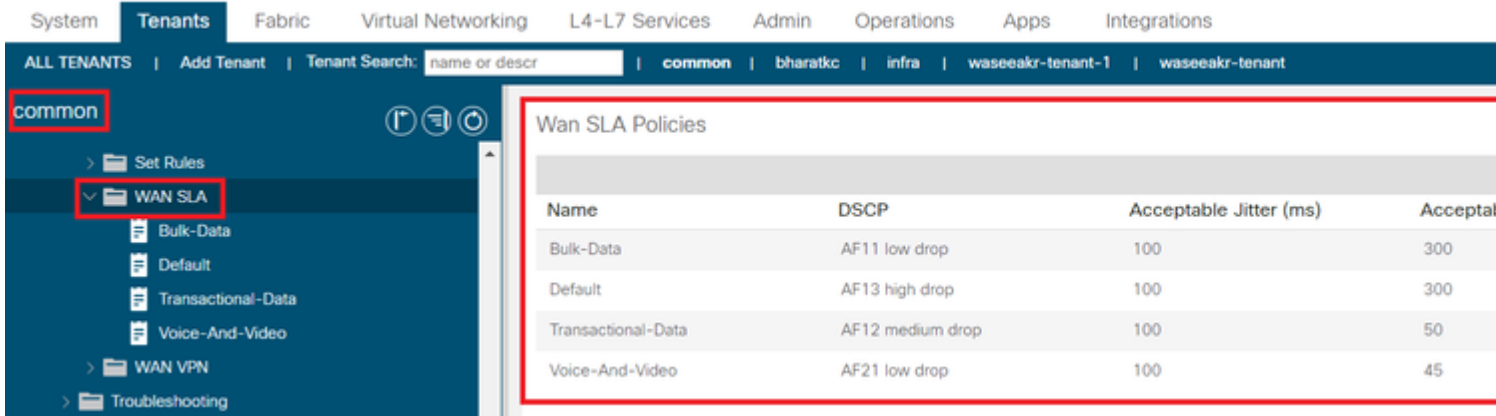 System Tenants Fabric Virtual Networking L4-L7 Services Admin Operations Apps Integrations
ALL TENANTS | Add Tenant | Tenant Search: name or descr | common | bharatkc | infra | waseeakr-tenant-1 | waseeakr-tenant
common
Set Rules
WAN SLA
Bulk-Data
Default
Transactional-Data
Voice-And-Video
WAN VPN
Troubleshooting
Wan SLA Policies
Name DSCP Acceptable Jitter (ms) Acceptal
Bulk-Data AF11 low drop 100 300
Default AF13 high drop 100 300
Transactional-Data AF12 medium drop 100 50
Voice-And-Video AF21 low drop 100 45